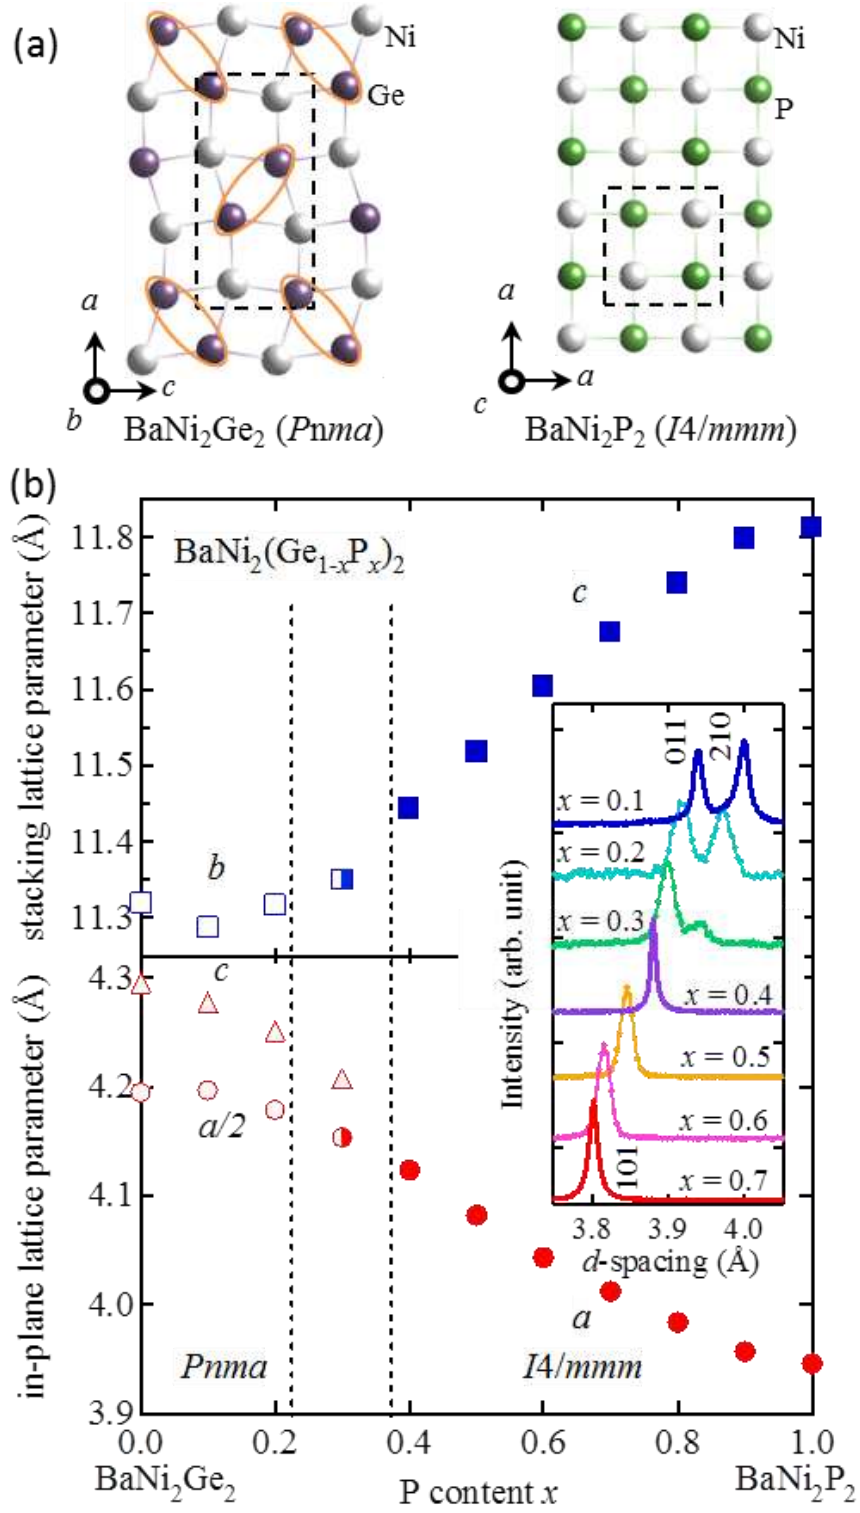 (a)
Ni
Ge
Ni
P
a
c
b
a
a
c
BaNi₂Ge₂ (Pnma)
BaNi₂P₂ (I4/mmm)
(b)
stacking lattice parameter (Å)
11.8
11.7
11.6
11.5
11.4
11.3
BaNi₂(Ge₁₋ₓPₓ)₂
c
b
in-plane lattice parameter (Å)
4.3
4.2
4.1
4.0
3.9
c
a/2
a
Pnma
I4/mmm
Intensity (arb. unit)
011
210
x = 0.1
x = 0.2
x = 0.3
x = 0.4
x = 0.5
x = 0.6
101
x = 0.7
3.8 3.9 4.0
d-spacing (Å)
0.0 0.2 0.4 0.6 0.8 1.0
BaNi₂Ge₂
P content x
BaNi₂P₂